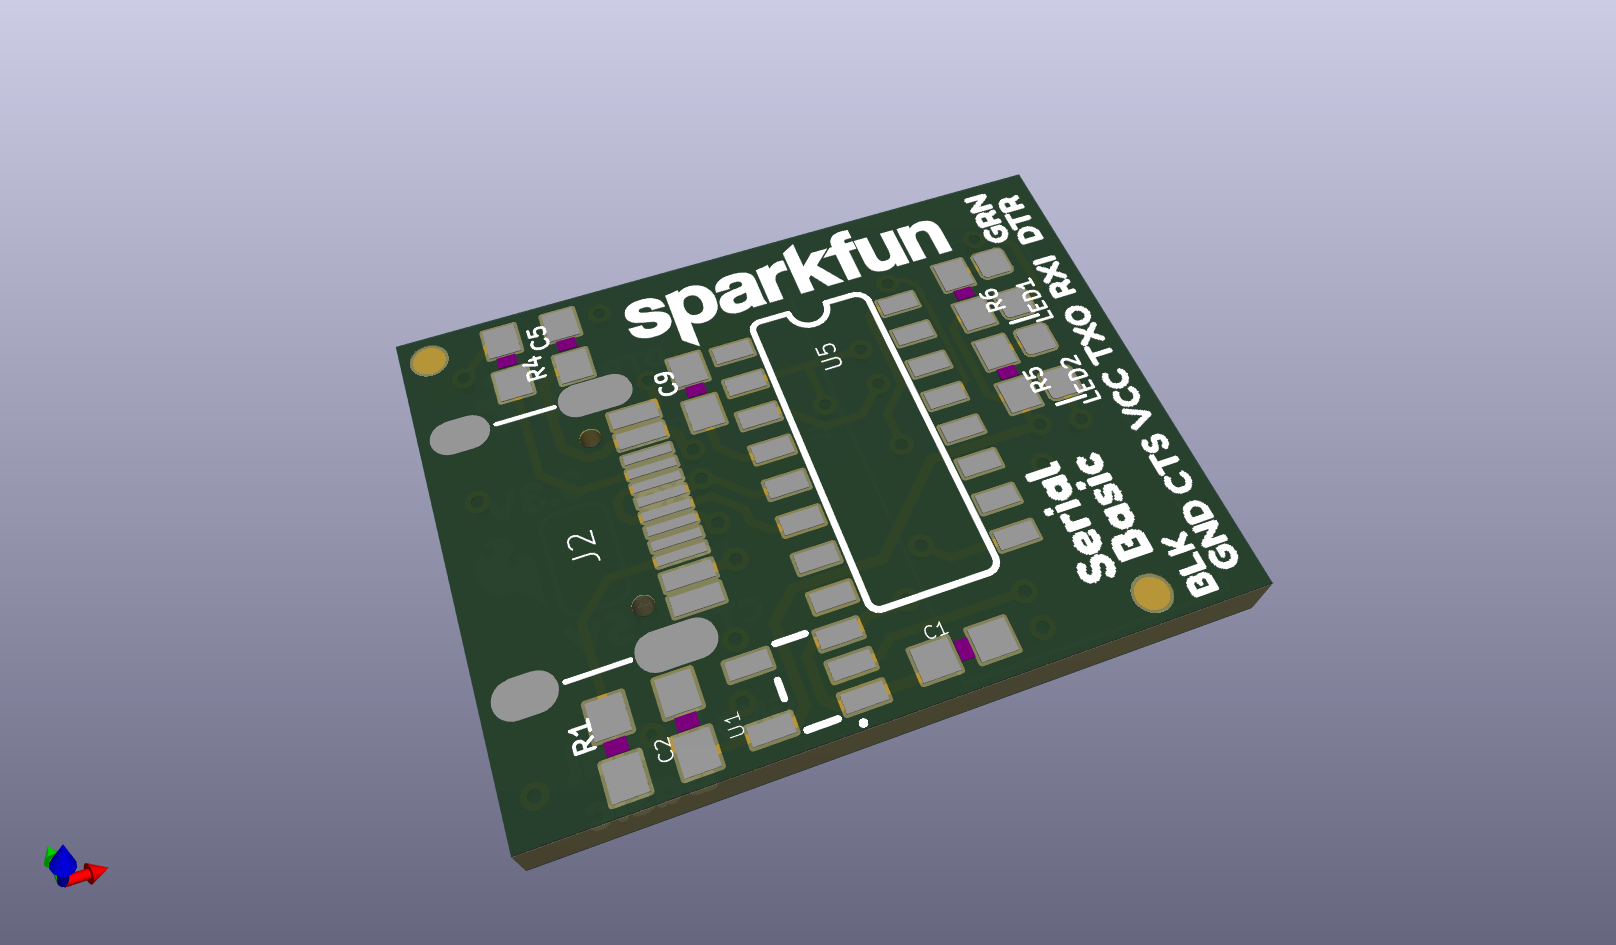 sparkfun
GRN
DTR
RXI
TXO
VCC
CTS
GND
BLK
R4
C5
C9
U5
R6
LED1
R5
LED2
J2
Serial
Basic
R1
C2
U1
C1